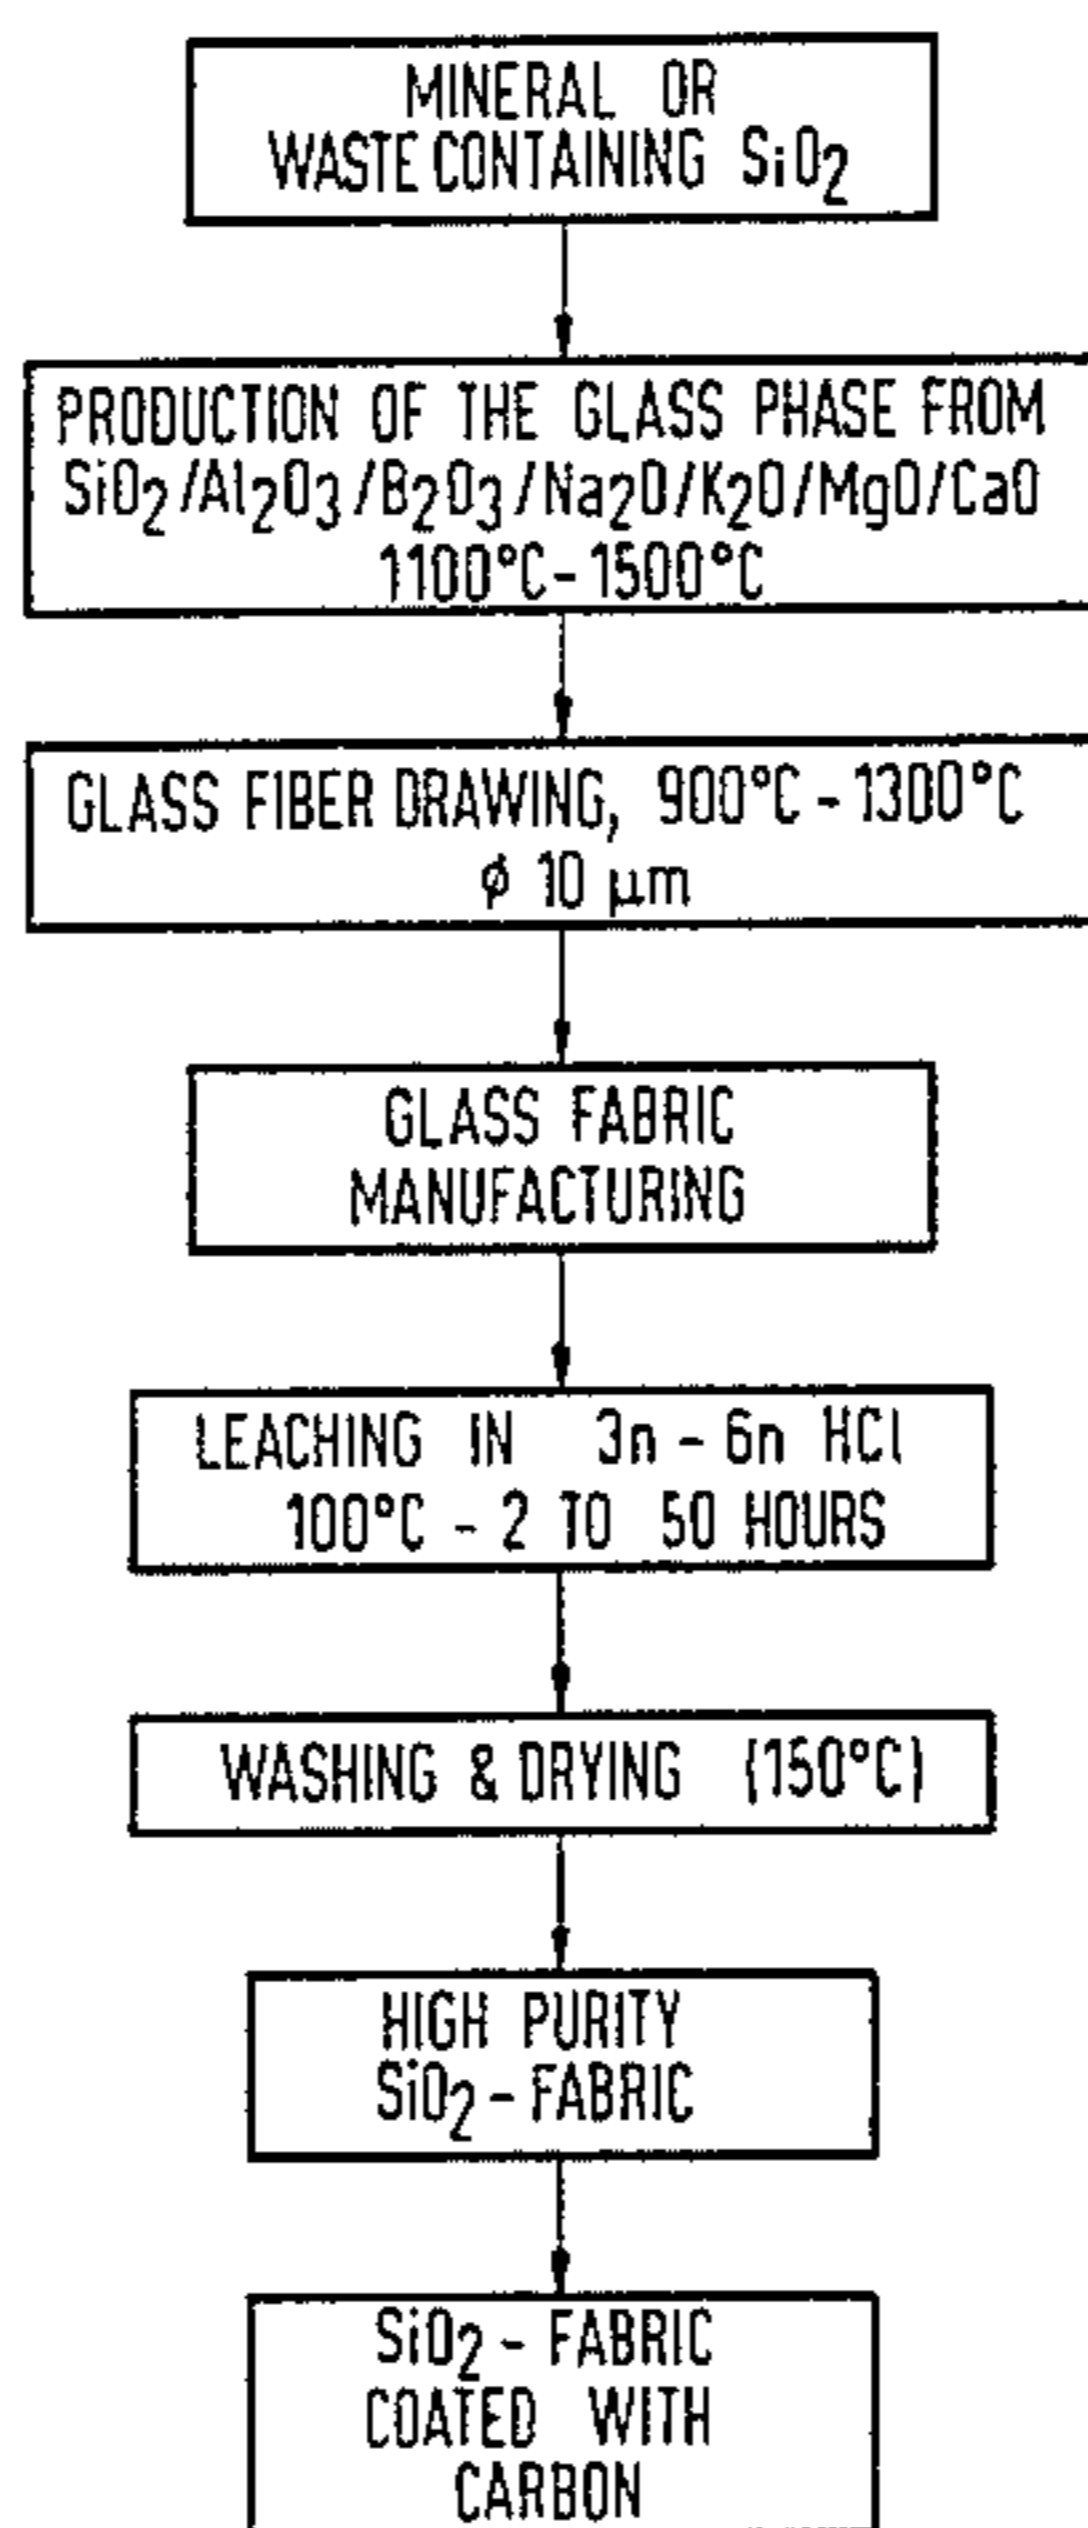 MINERAL OR
WASTE CONTAINING SiO₂
PRODUCTION OF THE GLASS PHASE FROM
SiO₂/Al₂O₃/B₂O₃/Na₂O/K₂O/MgO/CaO
1100°C-1500°C
GLASS FIBER DRAWING, 900°C-1300°C
ϕ 10 µm
GLASS FABRIC
MANUFACTURING
LEACHING IN 3n - 6n HCl
100°C - 2 TO 50 HOURS
WASHING & DRYING (150°C)
HIGH PURITY
SiO₂-FABRIC
SiO₂- FABRIC
COATED WITH
CARBON